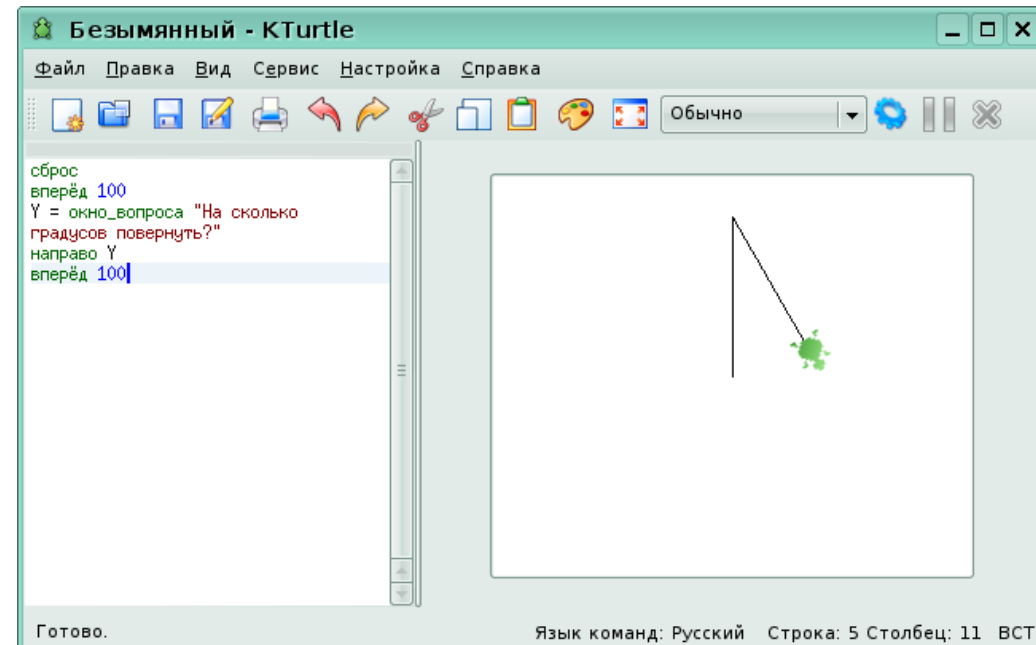 Безымянный - KTurtle
Файл Правка Вид Сервис Настройка Справка
Обычно
сброс
вперёд 100
Y = окно_вопроса "На сколько
градусов повернуть?"
направо Y
вперёд 100
Готово.
Язык команд: Русский Строка: 5 Столбец: 11 ВСТ